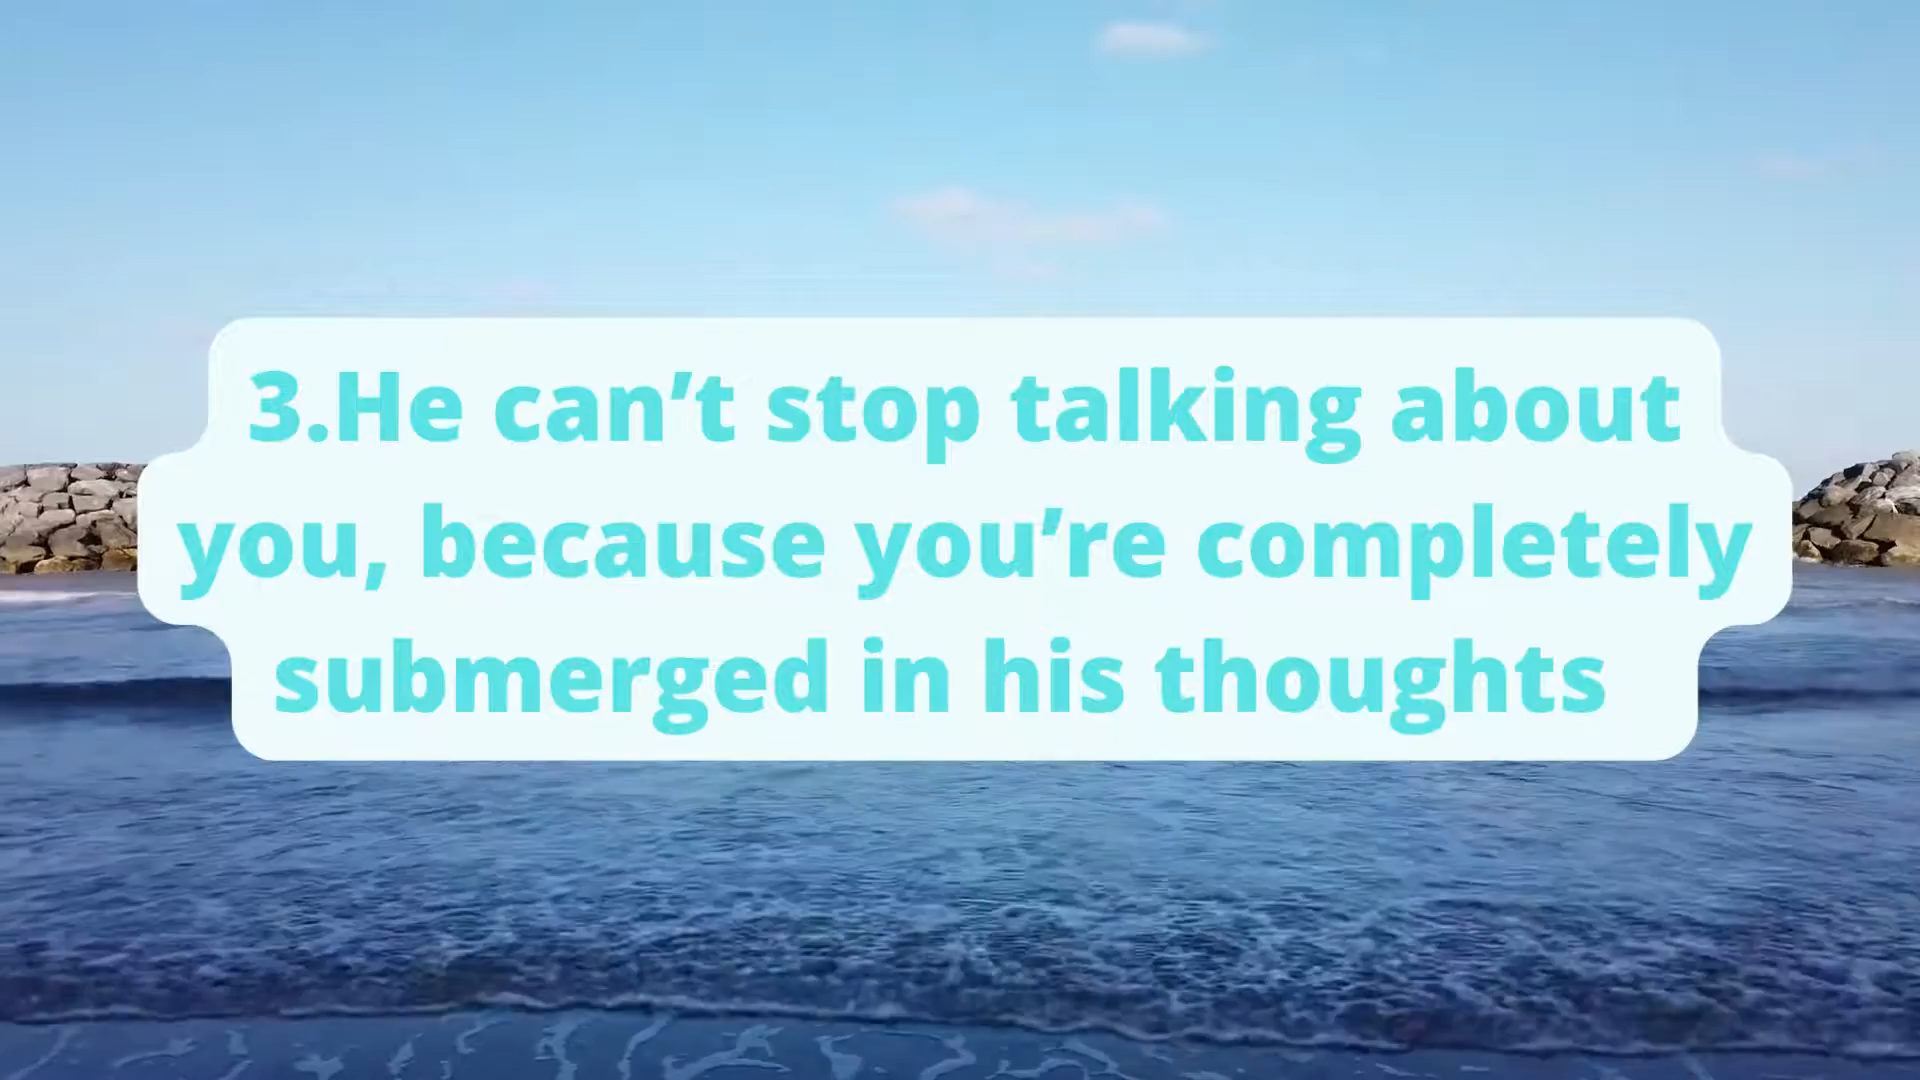 3.He can’t stop talking about
you, because you’re completely
submerged in his thoughts